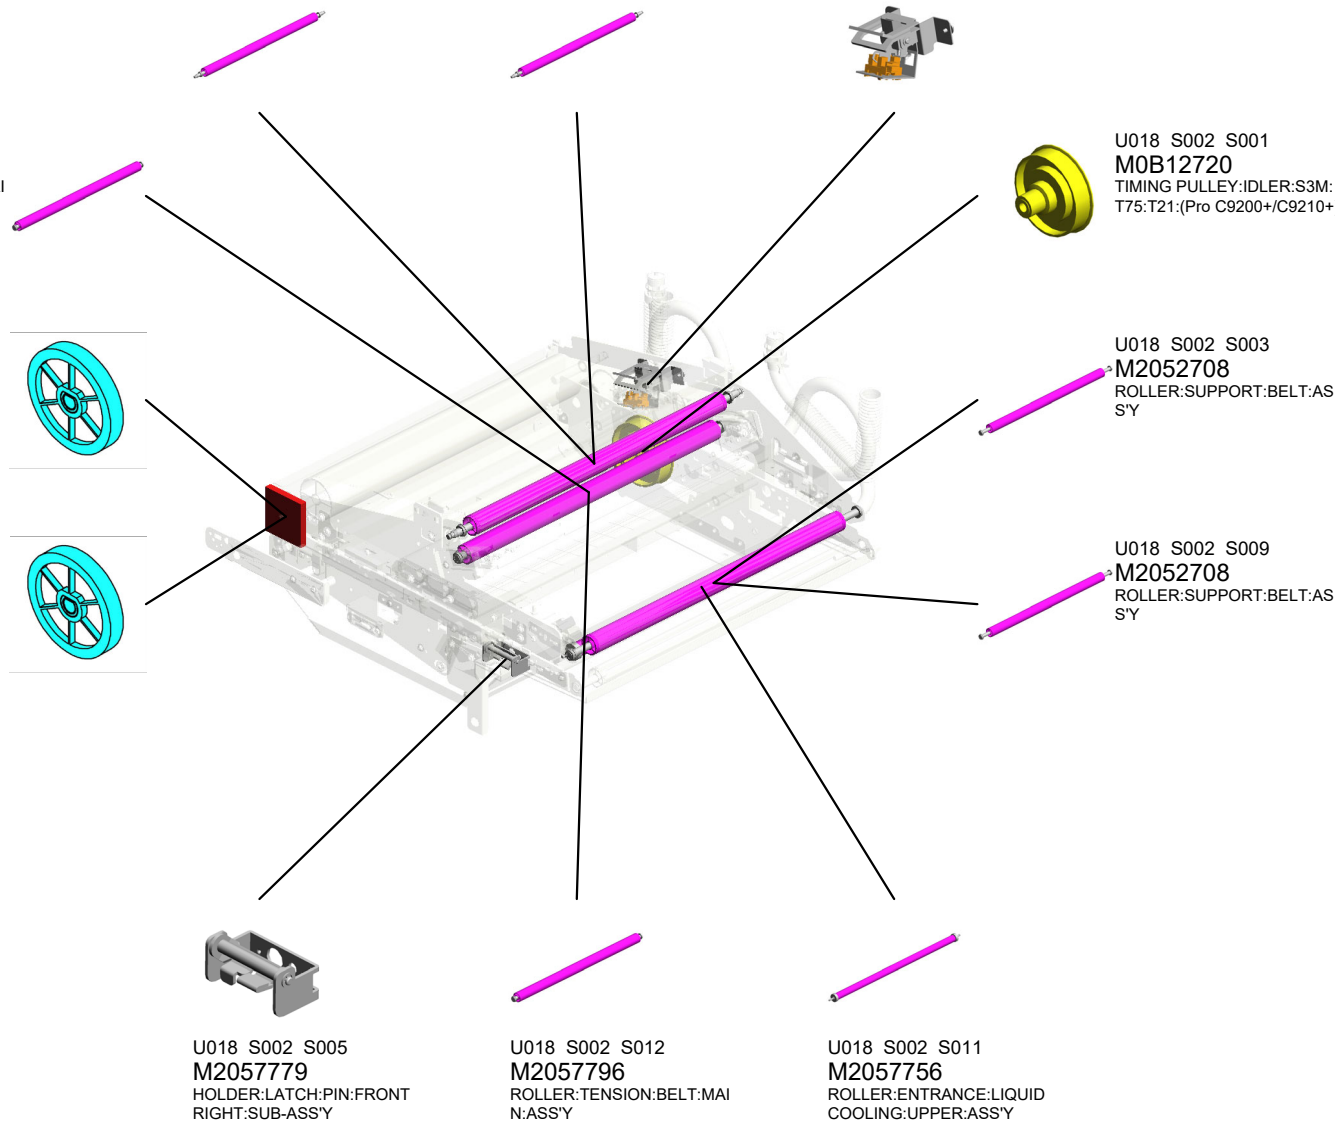 U018 S002 S001
M0B12720
TIMING PULLEY:IDLER:S3M:
T75:T21:(Pro C9200+/C9210+
U018 S002 S003
M2052708
ROLLER:SUPPORT:BELT:AS
S'Y
U018 S002 S009
M2052708
ROLLER:SUPPORT:BELT:AS
S'Y
U018 S002 S005
M2057779
HOLDER:LATCH:PIN:FRONT
RIGHT:SUB-ASS'Y
U018 S002 S012
M2057796
ROLLER:TENSION:BELT:MAI
N:ASS'Y
U018 S002 S011
M2057756
ROLLER:ENTRANCE:LIQUID
COOLING:UPPER:ASS'Y